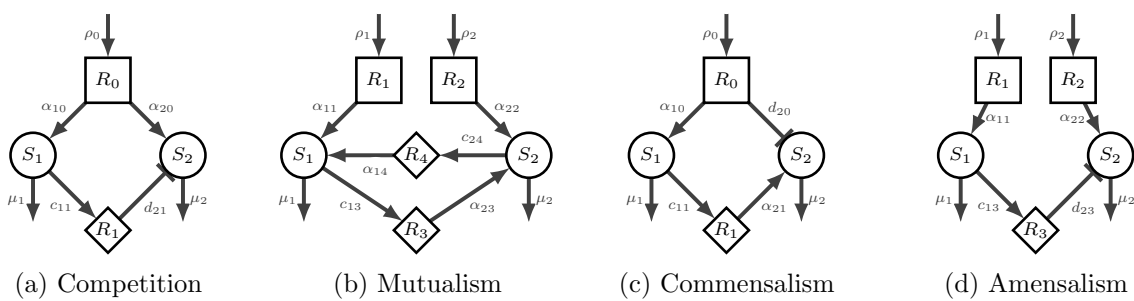 ρ₀
R₀
α₁₀ α₂₀
S₁ S₂
μ₁ c₁₁ d₂₁ μ₂
R₁
(a) Competition
ρ₁ ρ₂
R₁ R₂
α₁₁ α₂₂
c₂₄
S₁ R₄ S₂
α₁₄
μ₁ c₁₃ α₂₃ μ₂
R₃
(b) Mutualism
ρ₀
R₀
α₁₀ d₂₀
S₁ S₂
μ₁ c₁₁ α₂₁ μ₂
R₁
(c) Commensalism
ρ₁ ρ₂
R₁ R₂
α₁₁ α₂₂
S₁ S₂
μ₁ c₁₃ d₂₃ μ₂
R₃
(d) Amensalism